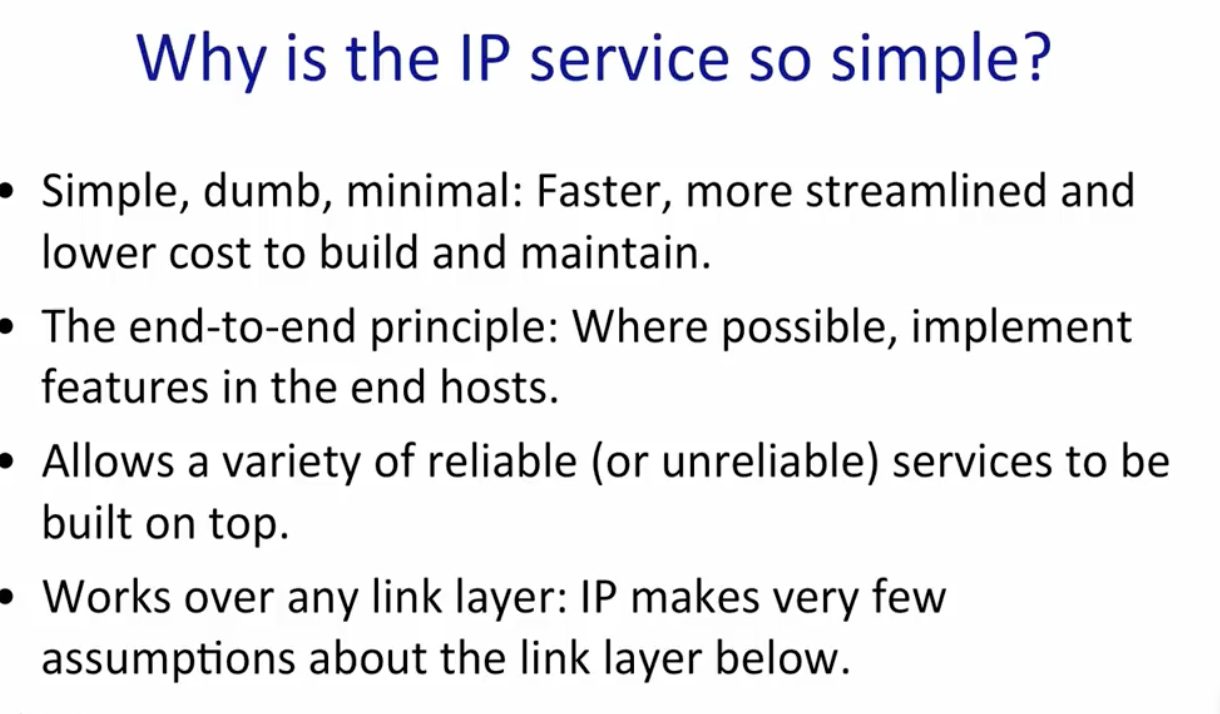 Why is the IP service so simple?
• Simple, dumb, minimal: Faster, more streamlined and
lower cost to build and maintain.
• The end-to-end principle: Where possible, implement
features in the end hosts.
• Allows a variety of reliable (or unreliable) services to be
built on top.
• Works over any link layer: IP makes very few
assumptions about the link layer below.